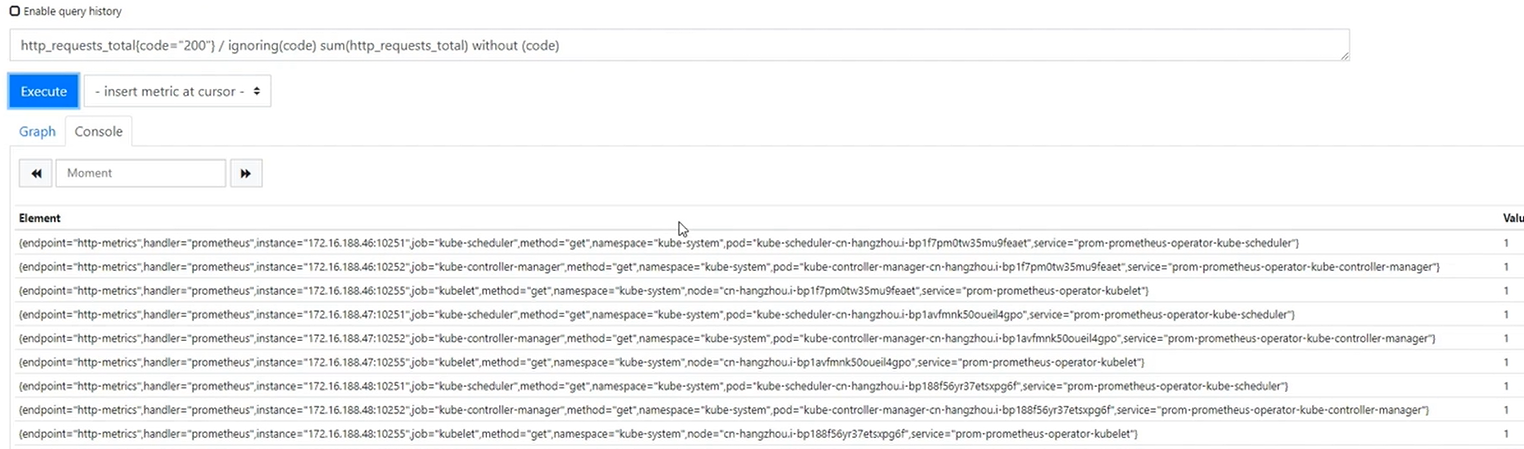 Enable query history
http_requests_total{code="200"} / ignoring(code) sum(http_requests_total) without (code)
Execute - insert metric at cursor -
Graph Console
Moment
Element Valu
{endpoint="http-metrics",handler="prometheus",instance="172.16.188.46:10251",job="kube-scheduler",method="get",namespace="kube-system",pod="kube-scheduler-cn-hangzhou.i-bp1f7pm0tw35mu9feaet",service="prom-prometheus-operator-kube-scheduler"} 1
{endpoint="http-metrics",handler="prometheus",instance="172.16.188.46:10252",job="kube-controller-manager",method="get",namespace="kube-system",pod="kube-controller-manager-cn-hangzhou.i-bp1f7pm0tw35mu9feaet",service="prom-prometheus-operator-kube-controller-manager"} 1
{endpoint="http-metrics",handler="prometheus",instance="172.16.188.46:10255",job="kubelet",method="get",namespace="kube-system",node="cn-hangzhou.i-bp1f7pm0tw35mu9feaet",service="prom-prometheus-operator-kubelet"} 1
{endpoint="http-metrics",handler="prometheus",instance="172.16.188.47:10251",job="kube-scheduler",method="get",namespace="kube-system",pod="kube-scheduler-cn-hangzhou.i-bp1avfmnk50oueil4gpo",service="prom-prometheus-operator-kube-scheduler"} 1
{endpoint="http-metrics",handler="prometheus",instance="172.16.188.47:10252",job="kube-controller-manager",method="get",namespace="kube-system",pod="kube-controller-manager-cn-hangzhou.i-bp1avfmnk50oueil4gpo",service="prom-prometheus-operator-kube-controller-manager"} 1
{endpoint="http-metrics",handler="prometheus",instance="172.16.188.47:10255",job="kubelet",method="get",namespace="kube-system",node="cn-hangzhou.i-bp1avfmnk50oueil4gpo",service="prom-prometheus-operator-kubelet"} 1
{endpoint="http-metrics",handler="prometheus",instance="172.16.188.48:10251",job="kube-scheduler",method="get",namespace="kube-system",pod="kube-scheduler-cn-hangzhou.i-bp188f56yr37etsxpg6f",service="prom-prometheus-operator-kube-scheduler"} 1
{endpoint="http-metrics",handler="prometheus",instance="172.16.188.48:10252",job="kube-controller-manager",method="get",namespace="kube-system",pod="kube-controller-manager-cn-hangzhou.i-bp188f56yr37etsxpg6f",service="prom-prometheus-operator-kube-controller-manager"} 1
{endpoint="http-metrics",handler="prometheus",instance="172.16.188.48:10255",job="kubelet",method="get",namespace="kube-system",node="cn-hangzhou.i-bp188f56yr37etsxpg6f",service="prom-prometheus-operator-kubelet"} 1